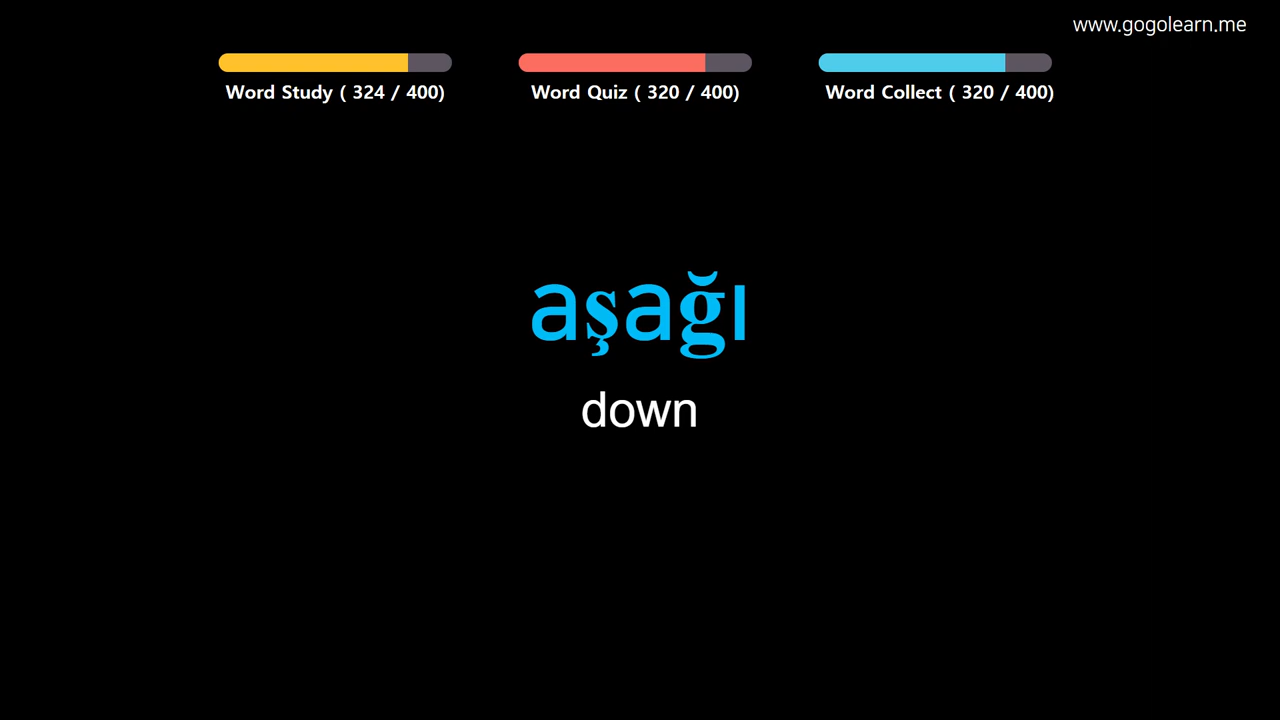 www.gogolearn.me
Word Study ( 324 / 400)
Word Quiz ( 320 / 400)
Word Collect ( 320 / 400)
aşağı
down